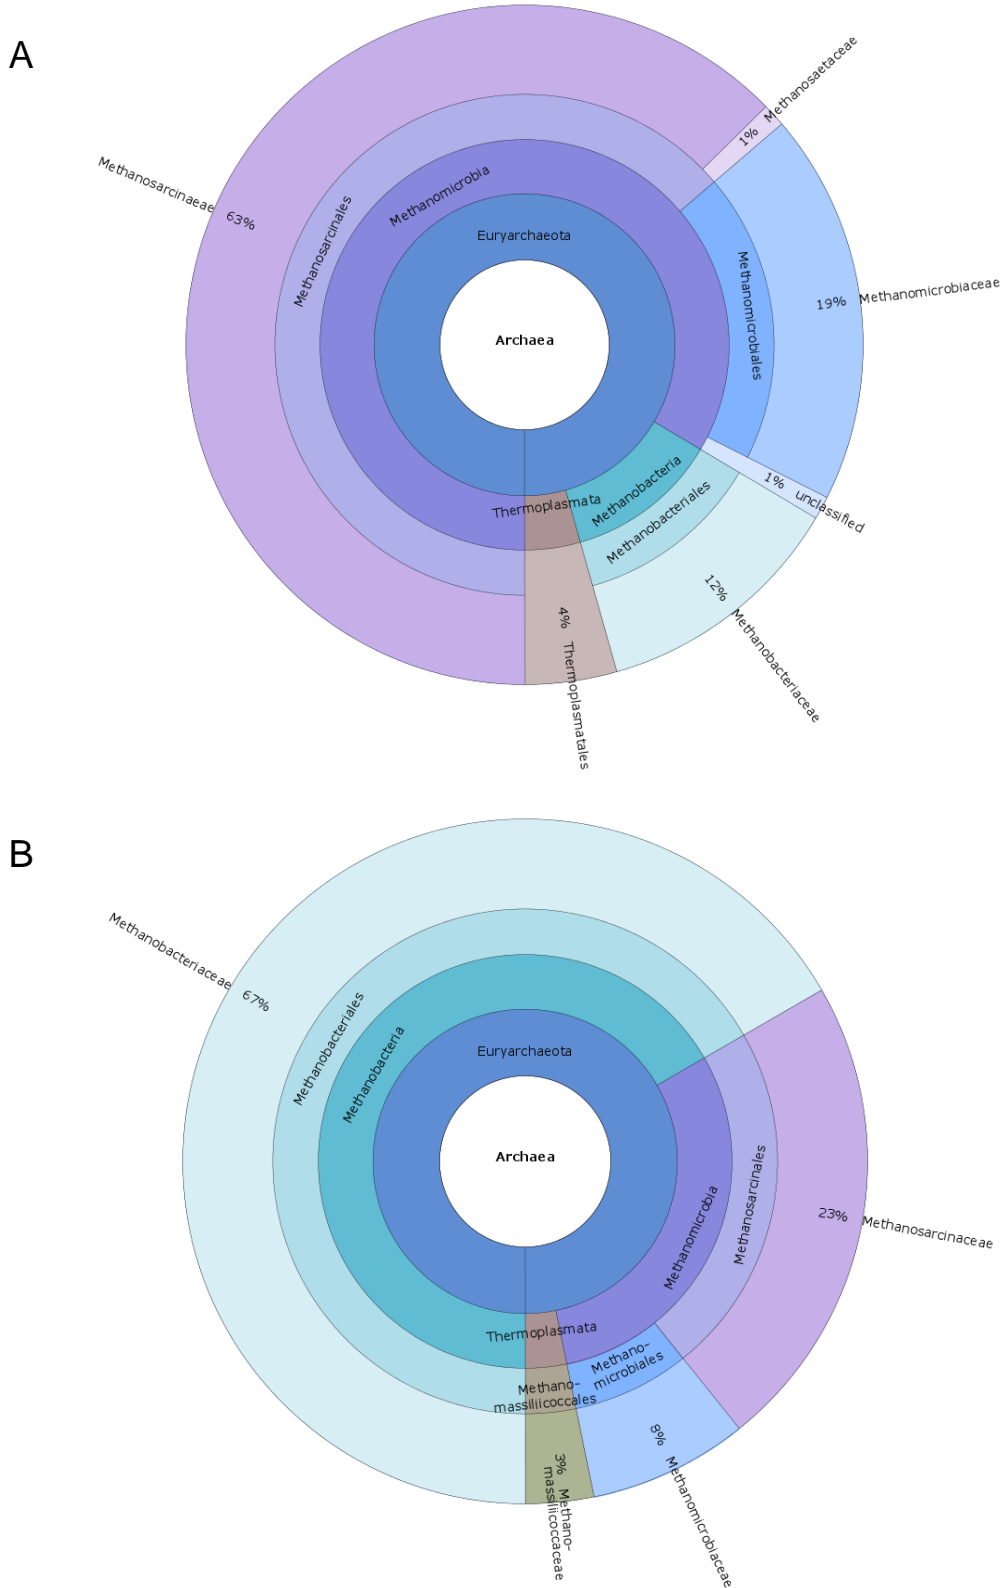 A
Methanosaetaceae
1%
Methanosarcinaeae
63%
Methanosarcinales
Methanomicrobia
Euryarchaeota
Archaea
Methanomicrobiales
19%
Methanomicrobiaceae
1%
unclassified
Methanobacteria
Thermoplasmata
Methanobacteriales
12%
Methanobacteriaceae
4%
Thermoplasmatales
B
Methanobacteriaceae
67%
Methanobacteriales
Methanobacteria
Euryarchaeota
Archaea
Methanosarcinales
Methanomicrobia
23%
Methanosarcinaceae
Thermoplasmata
Methano-
microbiales
Methano-
massiliicoccales
8%
Methanomicrobiaceae
3%
Methano-
massiliicoccaceae